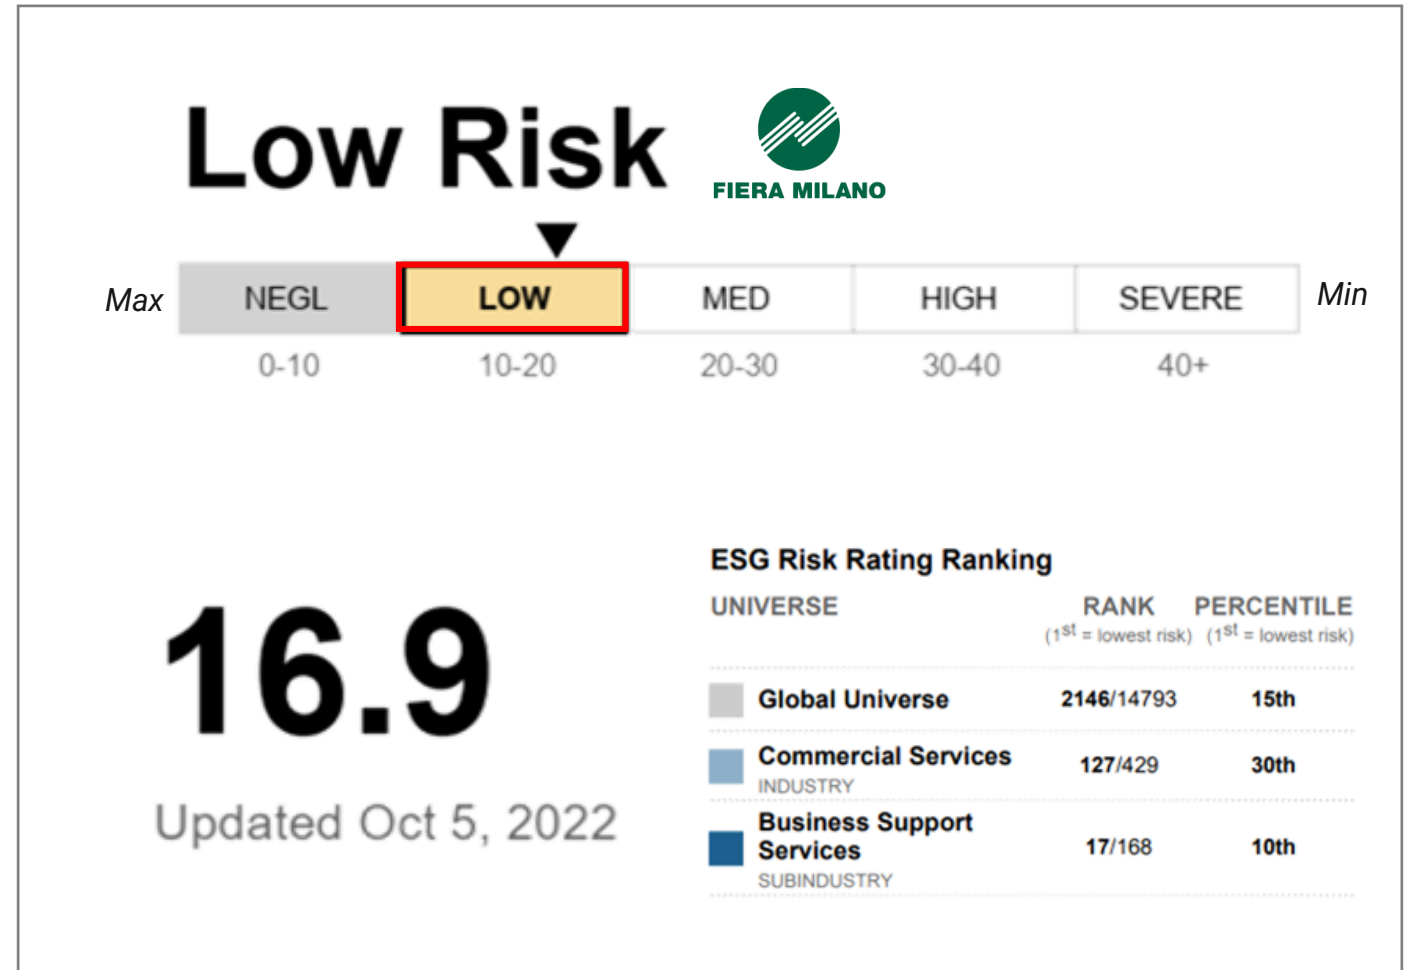 Low Risk
FIERA MILANO
Max NEGL LOW MED HIGH SEVERE Min
0-10 10-20 20-30 30-40 40+
16.9
Updated Oct 5, 2022
ESG Risk Rating Ranking
UNIVERSE RANK PERCENTILE
(1st = lowest risk) (1st = lowest risk)
Global Universe 2146/14793 15th
Commercial Services 127/429 30th
INDUSTRY
Business Support
Services 17/168 10th
SUBINDUSTRY